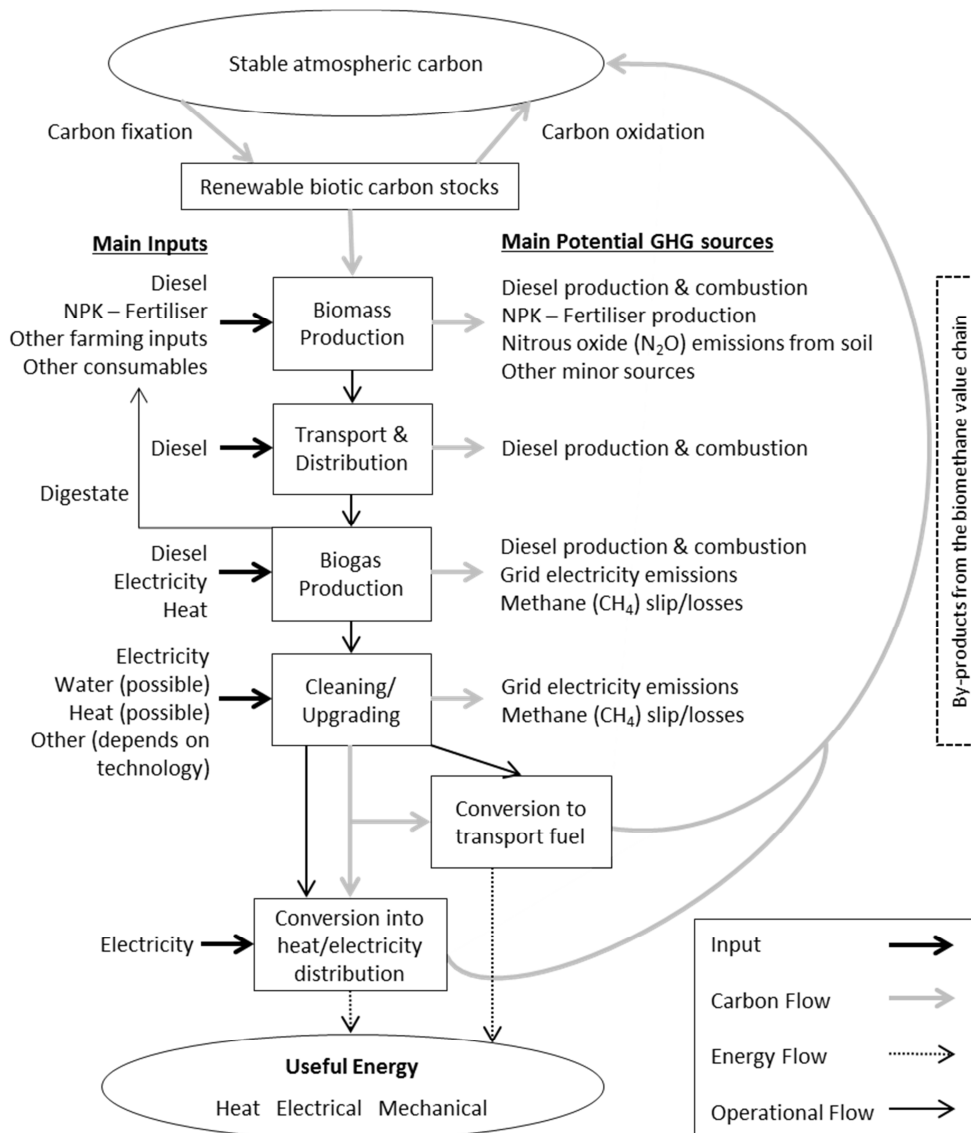 Stable atmospheric carbon
Carbon fixation
Carbon oxidation
Renewable biotic carbon stocks
Main Inputs
Main Potential GHG sources
Diesel
NPK – Fertiliser
Other farming inputs
Other consumables
Biomass
Production
Diesel production & combustion
NPK – Fertiliser production
Nitrous oxide (N₂O) emissions from soil
Other minor sources
Diesel
Transport &
Distribution
Diesel production & combustion
Digestate
Diesel
Electricity
Heat
Biogas
Production
Diesel production & combustion
Grid electricity emissions
Methane (CH₄) slip/losses
Electricity
Water (possible)
Heat (possible)
Other (depends on
technology)
Cleaning/
Upgrading
Grid electricity emissions
Methane (CH₄) slip/losses
By-products from the biomethane value chain
Conversion to
transport fuel
Electricity
Conversion into
heat/electricity
distribution
Useful Energy
Heat Electrical Mechanical
Input
Carbon Flow
Energy Flow
Operational Flow